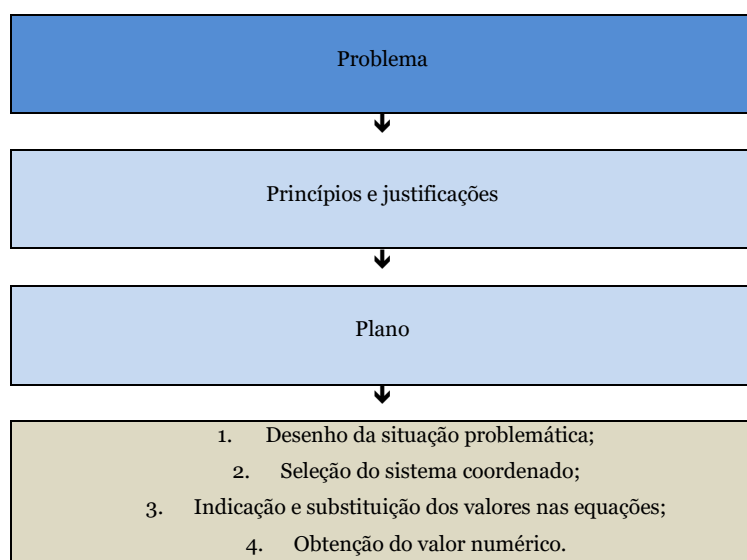 Problema
Princípios e justificações
Plano
1. Desenho da situação problemática;
2. Seleção do sistema coordenado;
3. Indicação e substituição dos valores nas equações;
4. Obtenção do valor numérico.